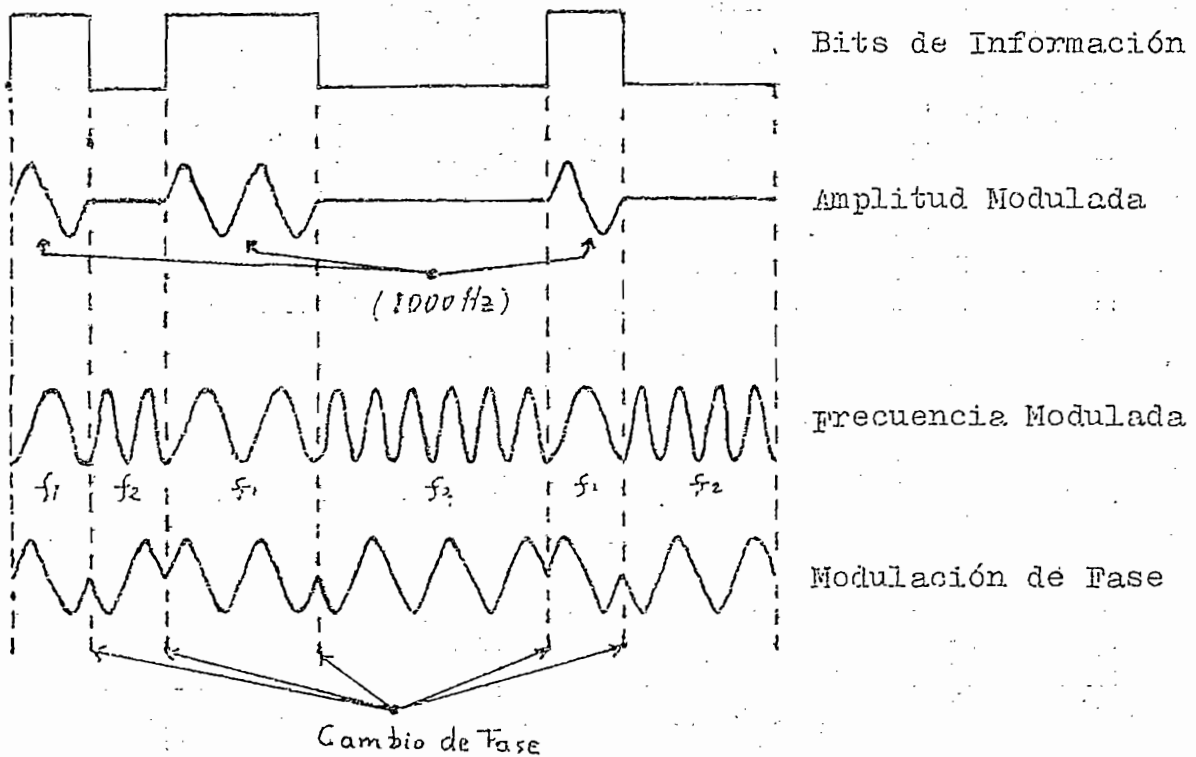 Bits de Información
Amplitud Modulada
(1000 Hz)
Frecuencia Modulada
f1 f2 f1 f2 f1 f2
Modulación de Fase
Cambio de Fase